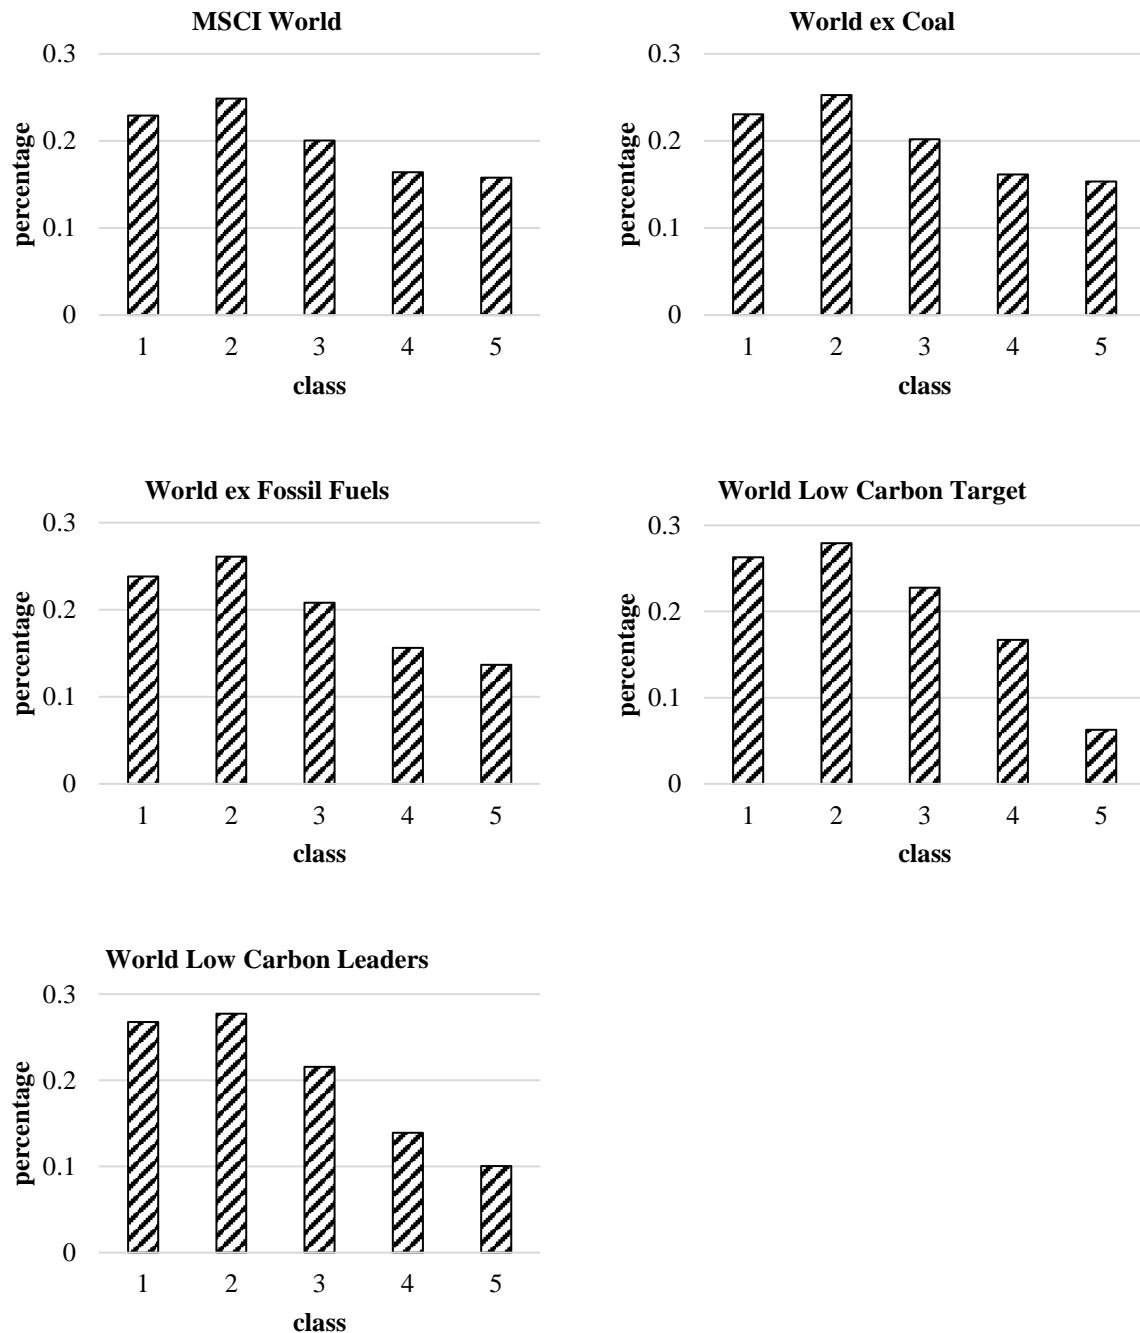 MSCI World
0.3
0.2
0.1
0
percentage
1 2 3 4 5
class
World ex Coal
0.3
0.2
0.1
0
percentage
1 2 3 4 5
class
World ex Fossil Fuels
0.3
0.2
0.1
0
percentage
1 2 3 4 5
class
World Low Carbon Target
0.3
0.2
0.1
0
percentage
1 2 3 4 5
class
World Low Carbon Leaders
0.3
0.2
0.1
0
percentage
1 2 3 4 5
class